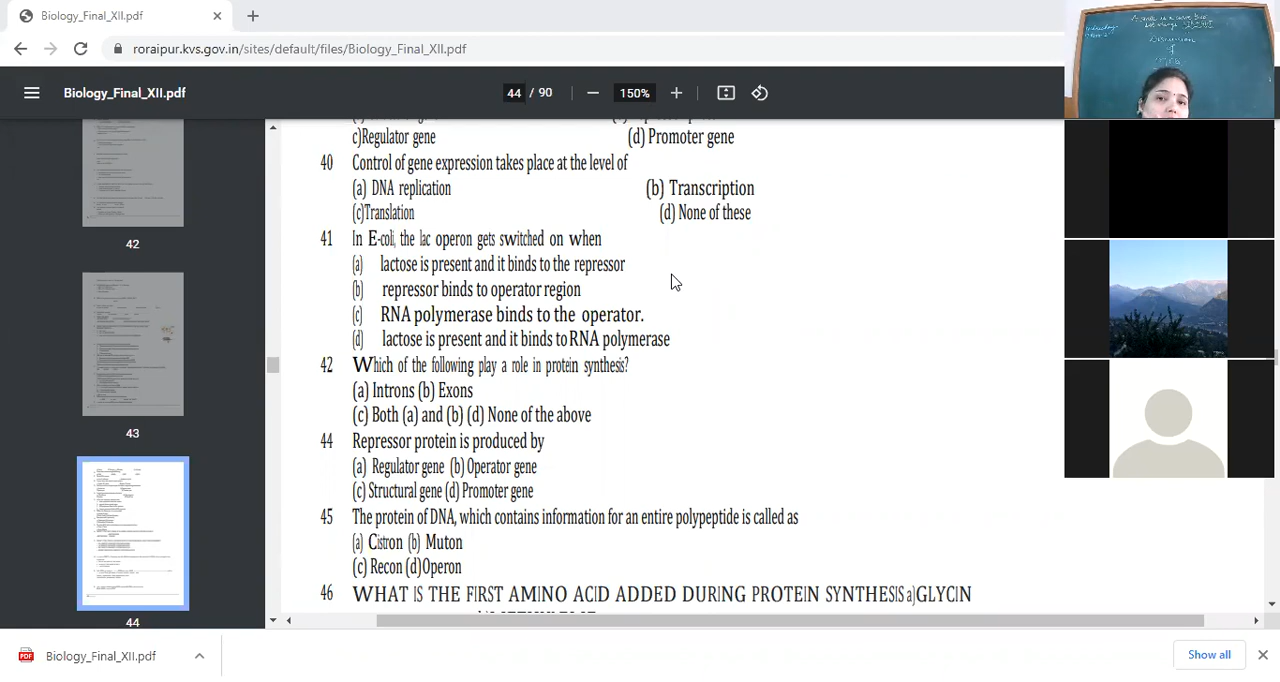 Biology_Final_XII.pdf
roraipur.kvs.gov.in/sites/default/files/Biology_Final_XII.pdf
Biology_Final_XII.pdf
44 / 90
150%
c)Regulator gene (d) Promoter gene
40 Control of gene expression takes place at the level of
(a) DNA replication (b) Transcription
(c)Translation (d) None of these
41 In E-coli, the lac operon gets switched on when
(a) lactose is present and it binds to the repressor
(b) repressor binds to operator region
(c) RNA polymerase binds to the operator.
(d) lactose is present and it binds to RNA polymerase
42 Which of the following play a role in protein synthesis?
(a) Introns (b) Exons
(c) Both (a) and (b) (d) None of the above
44 Repressor protein is produced by
(a) Regulator gene (b) Operator gene
(c) Structural gene (d) Promoter gene
45 The protein of DNA which contain information for an entire polypeptide is called as
(a) Cistron (b) Muton
(c) Recon (d)Operon
46 WHAT IS THE FIRST AMINO ACID ADDED DURING PROTEIN SYNTHESIS a)GLYCIN
42
43
44
Discussion
of
Biology_Final_XII.pdf
Show all